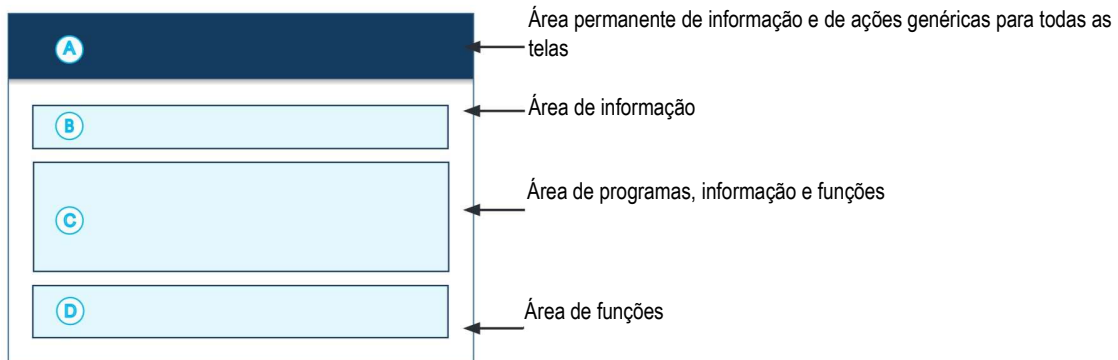 Área permanente de informação e de ações genéricas para todas as
telas
A
Área de informação
B
Área de programas, informação e funções
C
D
Área de funções